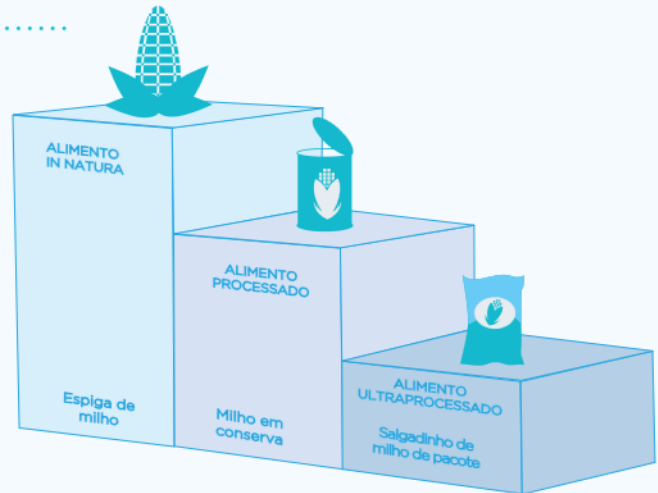 ALIMENTO
IN NATURA
Espiga de
milho
ALIMENTO
PROCESSADO
Milho em
conserva
ALIMENTO
ULTRAPROCESSADO
Salgadinho de
milho de pacote